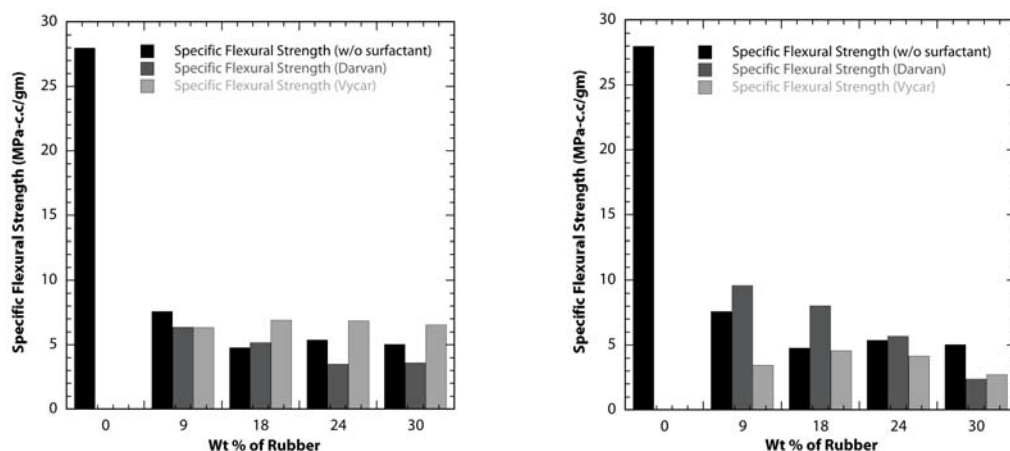 Specific Flexural Strength (MPa-c.c/gm)
30
25
20
15
10
5
0
Specific Flexural Strength (w/o surfactant)
Specific Flexural Strength (Darvan)
Specific Flexural Strength (Vycar)
0 9 18 24 30
Wt % of Rubber
Specific Flexural Strength (MPa-c.c/gm)
30
25
20
15
10
5
0
Specific Flexural Strength (w/o surfactant)
Specific Flexural Strength (Darvan)
Specific Flexural Strength (Vycar)
0 9 18 24 30
Wt % of Rubber